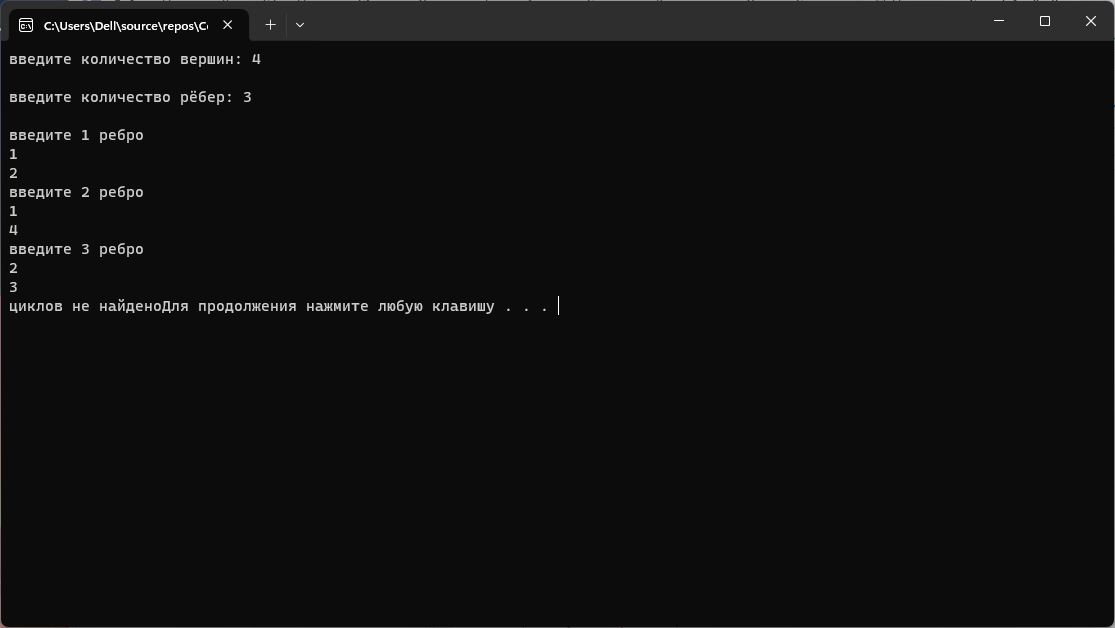 C:\Users\Dell\source\repos\Co
введите количество вершин: 4
введите количество рёбер: 3
введите 1 ребро
1
2
введите 2 ребро
1
4
введите 3 ребро
2
3
циклов не найденоДля продолжения нажмите любую клавишу . . .